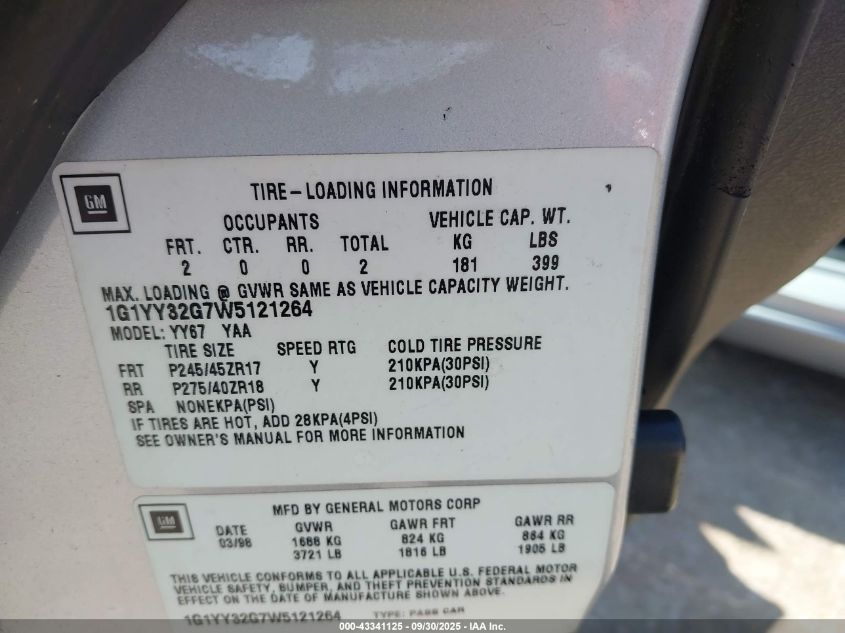 GM
TIRE-LOADING INFORMATION
OCCUPANTS VEHICLE CAP. WT.
FRT. CTR. RR. TOTAL KG LBS
2 0 0 2 181 399
MAX. LOADING @ GVWR SAME AS VEHICLE CAPACITY WEIGHT.
1G1YY32G7W5121264
MODEL: YY67 YAA
TIRE SIZE SPEED RTG COLD TIRE PRESSURE
FRT P245/45ZR17 Y 210KPA(30PSI)
RR P275/40ZR18 Y 210KPA(30PSI)
SPA NONEKPA(PSI)
IF TIRES ARE HOT, ADD 28KPA(4PSI)
SEE OWNER'S MANUAL FOR MORE INFORMATION
GM
MFD BY GENERAL MOTORS CORP
DATE GVWR GAWR FRT GAWR RR
03/98 1688 KG 824 KG 864 KG
3721 LB 1816 LB 1905 LB
THIS VEHICLE CONFORMS TO ALL APPLICABLE U.S. FEDERAL MOTOR
VEHICLE SAFETY, BUMPER, AND THEFT PREVENTION STANDARDS IN
EFFECT ON THE DATE OF MANUFACTURE SHOWN ABOVE.
1G1YY32G7W5121264 TYPE: PASS CAR
000-43341125 - 09/30/2025 - IAA Inc.